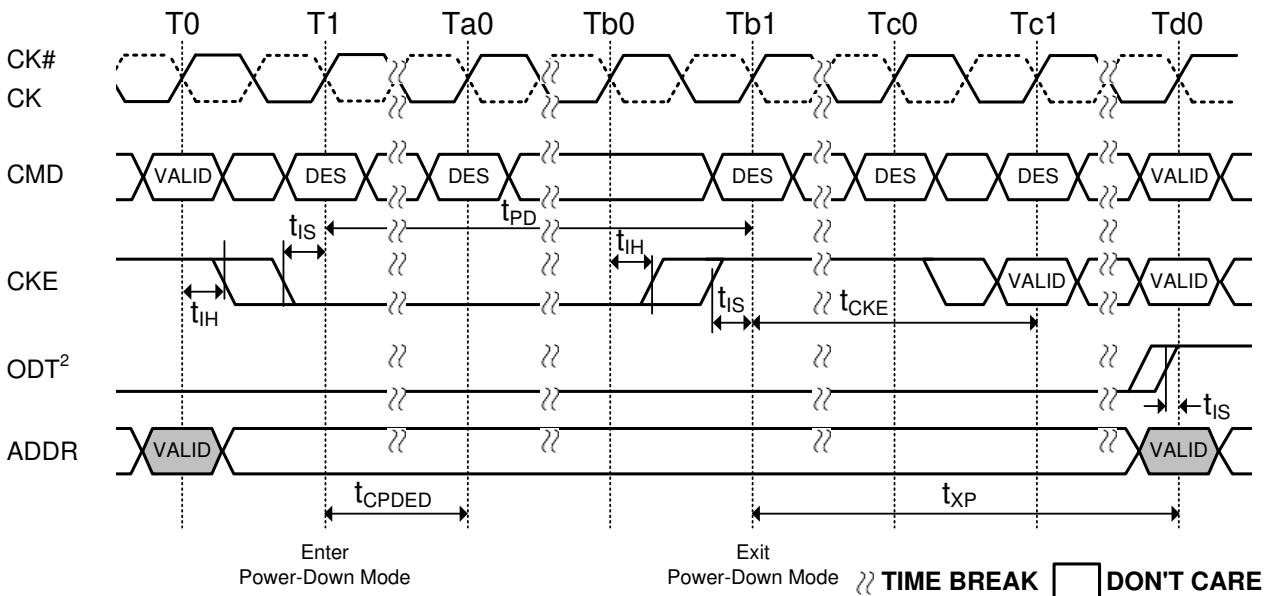 T0 T1 Ta0 Tb0 Tb1 Tc0 Tc1 Td0
CK#
CK
CMD VALID DES DES DES DES DES VALID
tPD
tIS
tIH
CKE VALID VALID
tIH
tIS
tCKE
ODT²
tIS
ADDR VALID VALID
tCPDED
tXP
Enter
Power-Down Mode
Exit
Power-Down Mode
TIME BREAK
DON'T CARE